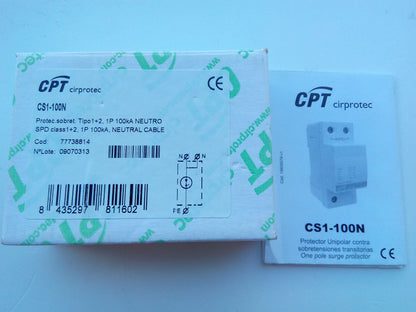 CPT cirprotec
CS1-100N
Protec.sobret. Tipo1+2, 1P 100kA NEUTRO
SPD class1+2, 1P 100kA, NEUTRAL CABLE
Cod: 77738814
NºLote: 09070313
N N
PE
8 435297 811602
CE
CPT cirprotec
CS1-100N
Protector Unipolar contra
sobretensiones transitorias
One pole surge protector
CE